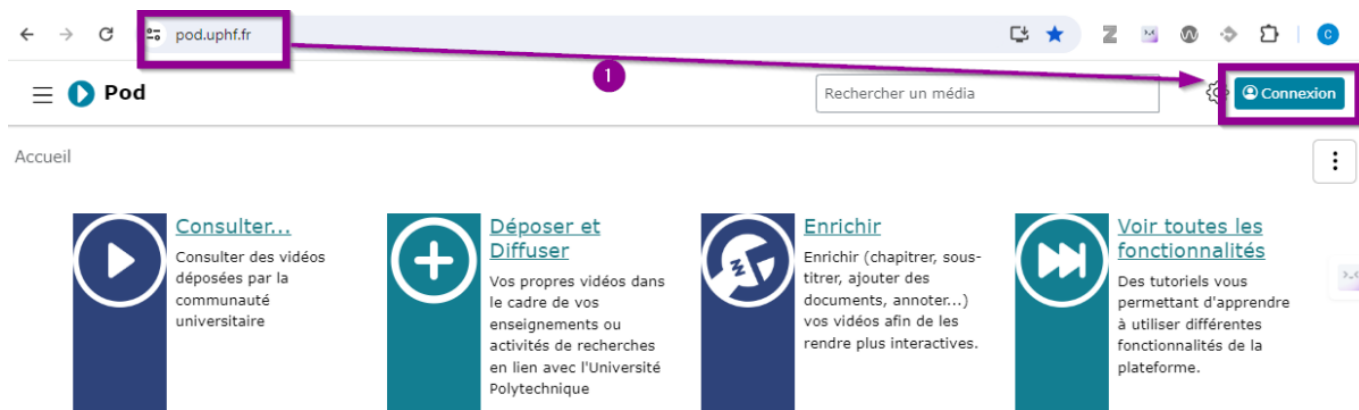 pod.uphf.fr
Z
C
1
Pod
Rechercher un média
Connexion
Accueil
Consulter...
Consulter des vidéos
déposées par la
communauté
universitaire
Déposer et
Diffuser
Vos propres vidéos dans
le cadre de vos
enseignements ou
activités de recherches
en lien avec l'Université
Polytechnique
Enrichir
Enrichir (chapitrer, sous-
titrer, ajouter des
documents, annoter...)
vos vidéos afin de les
rendre plus interactives.
Voir toutes les
fonctionnalités
Des tutoriels vous
permettant d'apprendre
à utiliser différentes
fonctionnalités de la
plateforme.